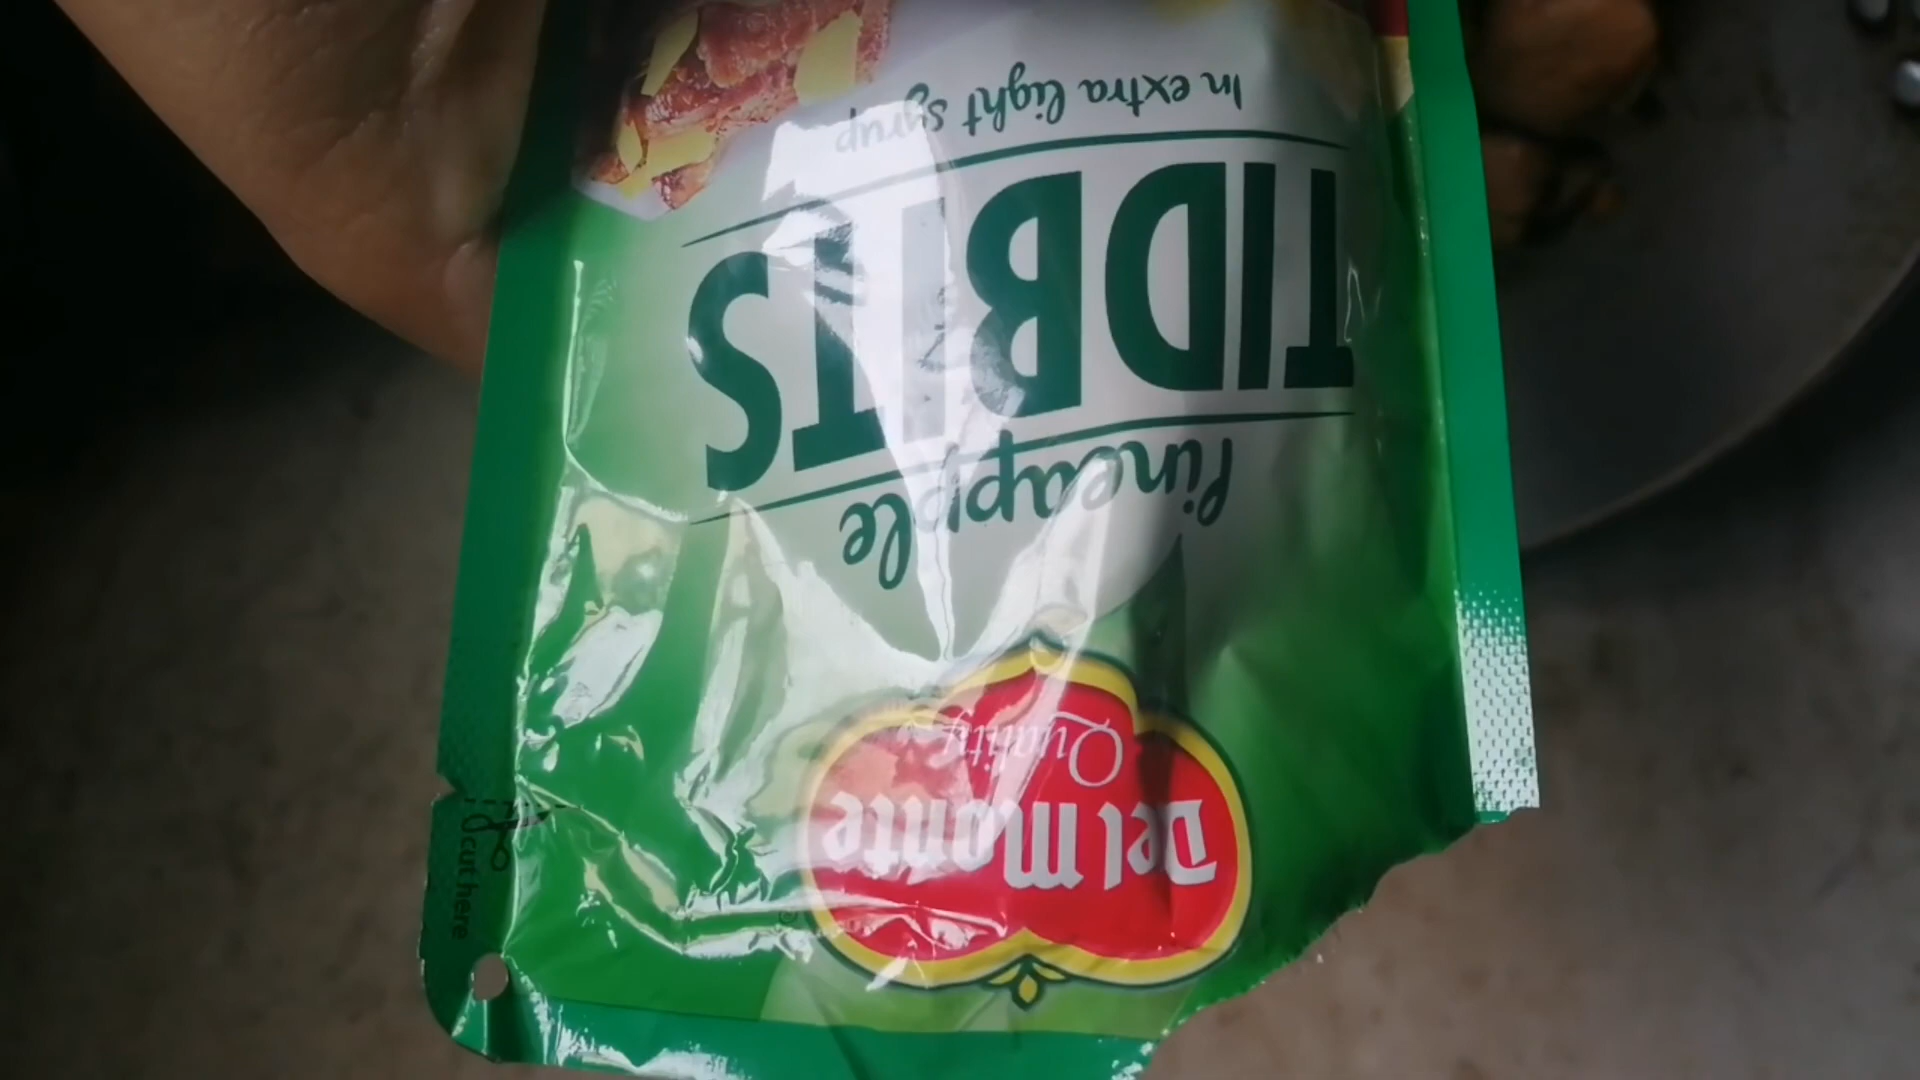 Del Monte
Quality
Pineapple
TIDBITS
In extra light syrup
cut here